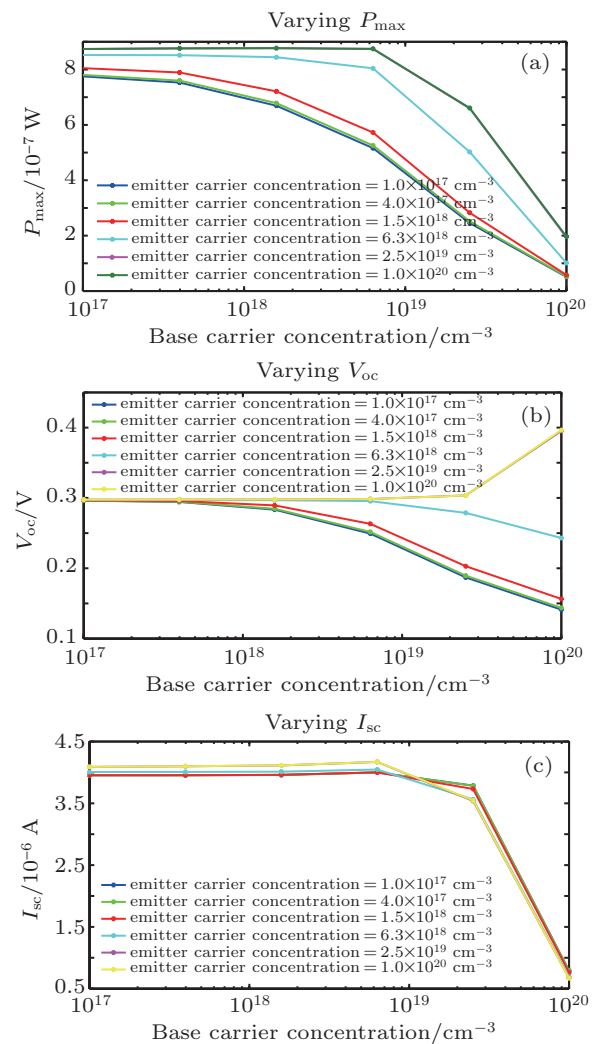 Varying Pmax
(a)
8
6
4
2
0
Pmax/10−7 W
emitter carrier concentration = 1.0×10^17 cm−3
emitter carrier concentration = 4.0×10^17 cm−3
emitter carrier concentration = 1.5×10^18 cm−3
emitter carrier concentration = 6.3×10^18 cm−3
emitter carrier concentration = 2.5×10^19 cm−3
emitter carrier concentration = 1.0×10^20 cm−3
10^17 10^18 10^19 10^20
Base carrier concentration/cm−3
Varying Voc
(b)
0.4
0.3
0.2
0.1
Voc/V
emitter carrier concentration = 1.0×10^17 cm−3
emitter carrier concentration = 4.0×10^17 cm−3
emitter carrier concentration = 1.5×10^18 cm−3
emitter carrier concentration = 6.3×10^18 cm−3
emitter carrier concentration = 2.5×10^19 cm−3
emitter carrier concentration = 1.0×10^20 cm−3
10^17 10^18 10^19 10^20
Base carrier concentration/cm−3
Varying Isc
(c)
4.5
3.5
2.5
1.5
0.5
Isc/10−6 A
emitter carrier concentration = 1.0×10^17 cm−3
emitter carrier concentration = 4.0×10^17 cm−3
emitter carrier concentration = 1.5×10^18 cm−3
emitter carrier concentration = 6.3×10^18 cm−3
emitter carrier concentration = 2.5×10^19 cm−3
emitter carrier concentration = 1.0×10^20 cm−3
10^17 10^18 10^19 10^20
Base carrier concentration/cm−3